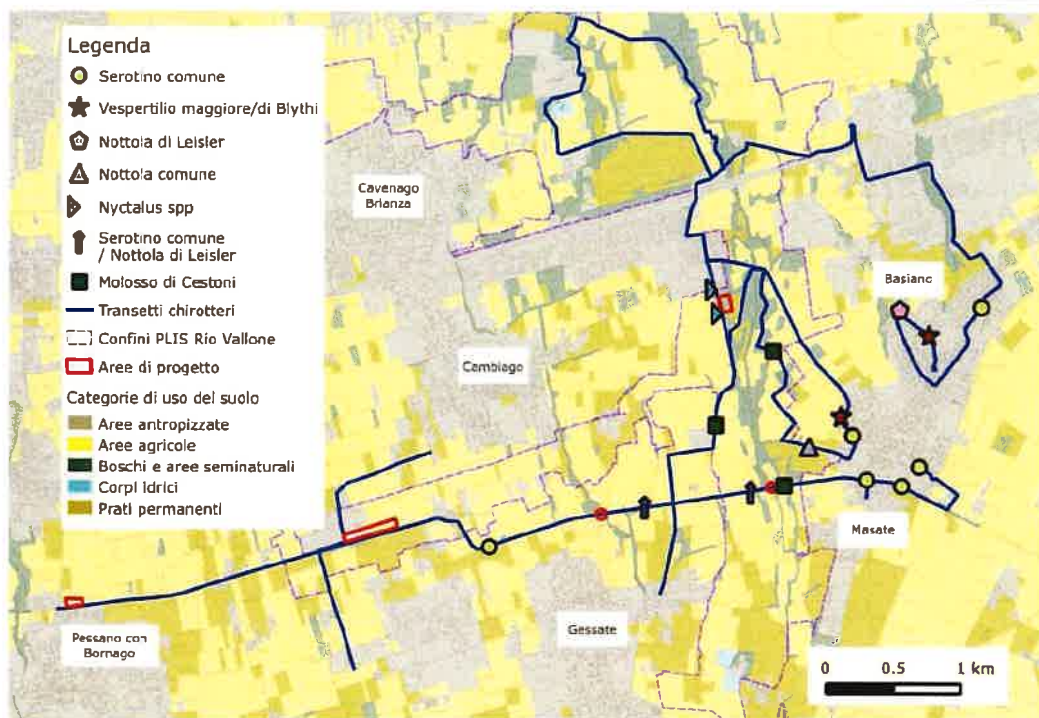 Legenda
Serotino comune
Vespertilio maggiore/di Blythi
Nottola di Leisler
Nottola comune
Nyctalus spp
Serotino comune
/ Nottola di Leisler
Molosso di Cestoni
Transetti chirotteri
Confini PLIS Rio Vallone
Aree di progetto
Categorie di uso del suolo
Aree antropizzate
Aree agricole
Boschi e aree seminaturali
Corpi idrici
Prati permanenti
Cavenago
Brianza
Basiano
Cambiago
Masate
Gessate
Pessano con
Bornago
0 0.5 1 km